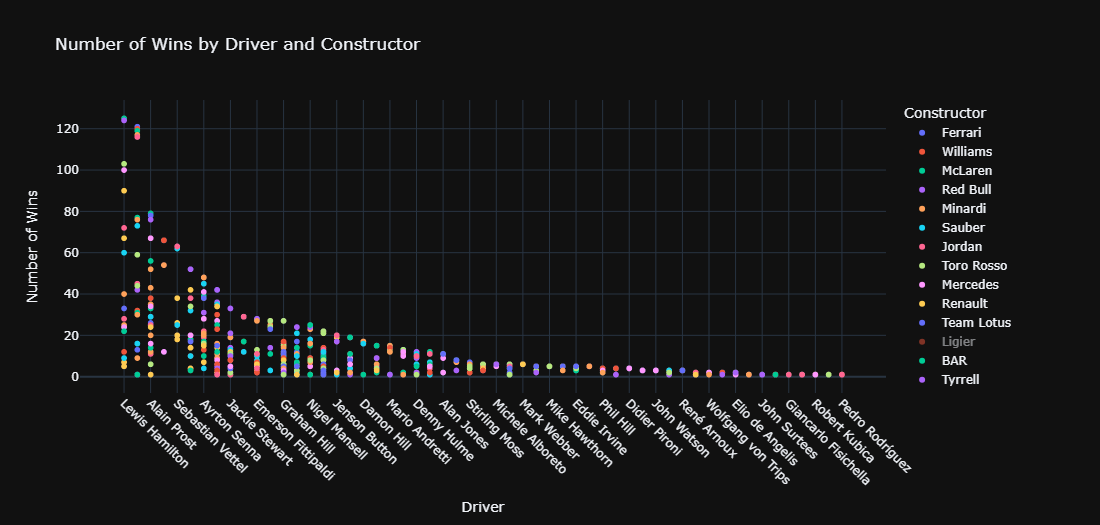 Number of Wins by Driver and Constructor
Number of Wins
120
100
80
60
40
20
0
Lewis Hamilton
Alain Prost
Sebastian Vettel
Ayrton Senna
Jackie Stewart
Emerson Fittipaldi
Graham Hill
Nigel Mansell
Jenson Button
Damon Hill
Mario Andretti
Denny Hulme
Alan Jones
Stirling Moss
Michele Alboreto
Mark Webber
Mike Hawthorn
Eddie Irvine
Phil Hill
Didier Pironi
John Watson
René Arnoux
Wolfgang von Trips
Elio de Angelis
John Surtees
Giancarlo Fisichella
Robert Kubica
Pedro Rodríguez
Driver
Constructor
Ferrari
Williams
McLaren
Red Bull
Minardi
Sauber
Jordan
Toro Rosso
Mercedes
Renault
Team Lotus
Ligier
BAR
Tyrrell